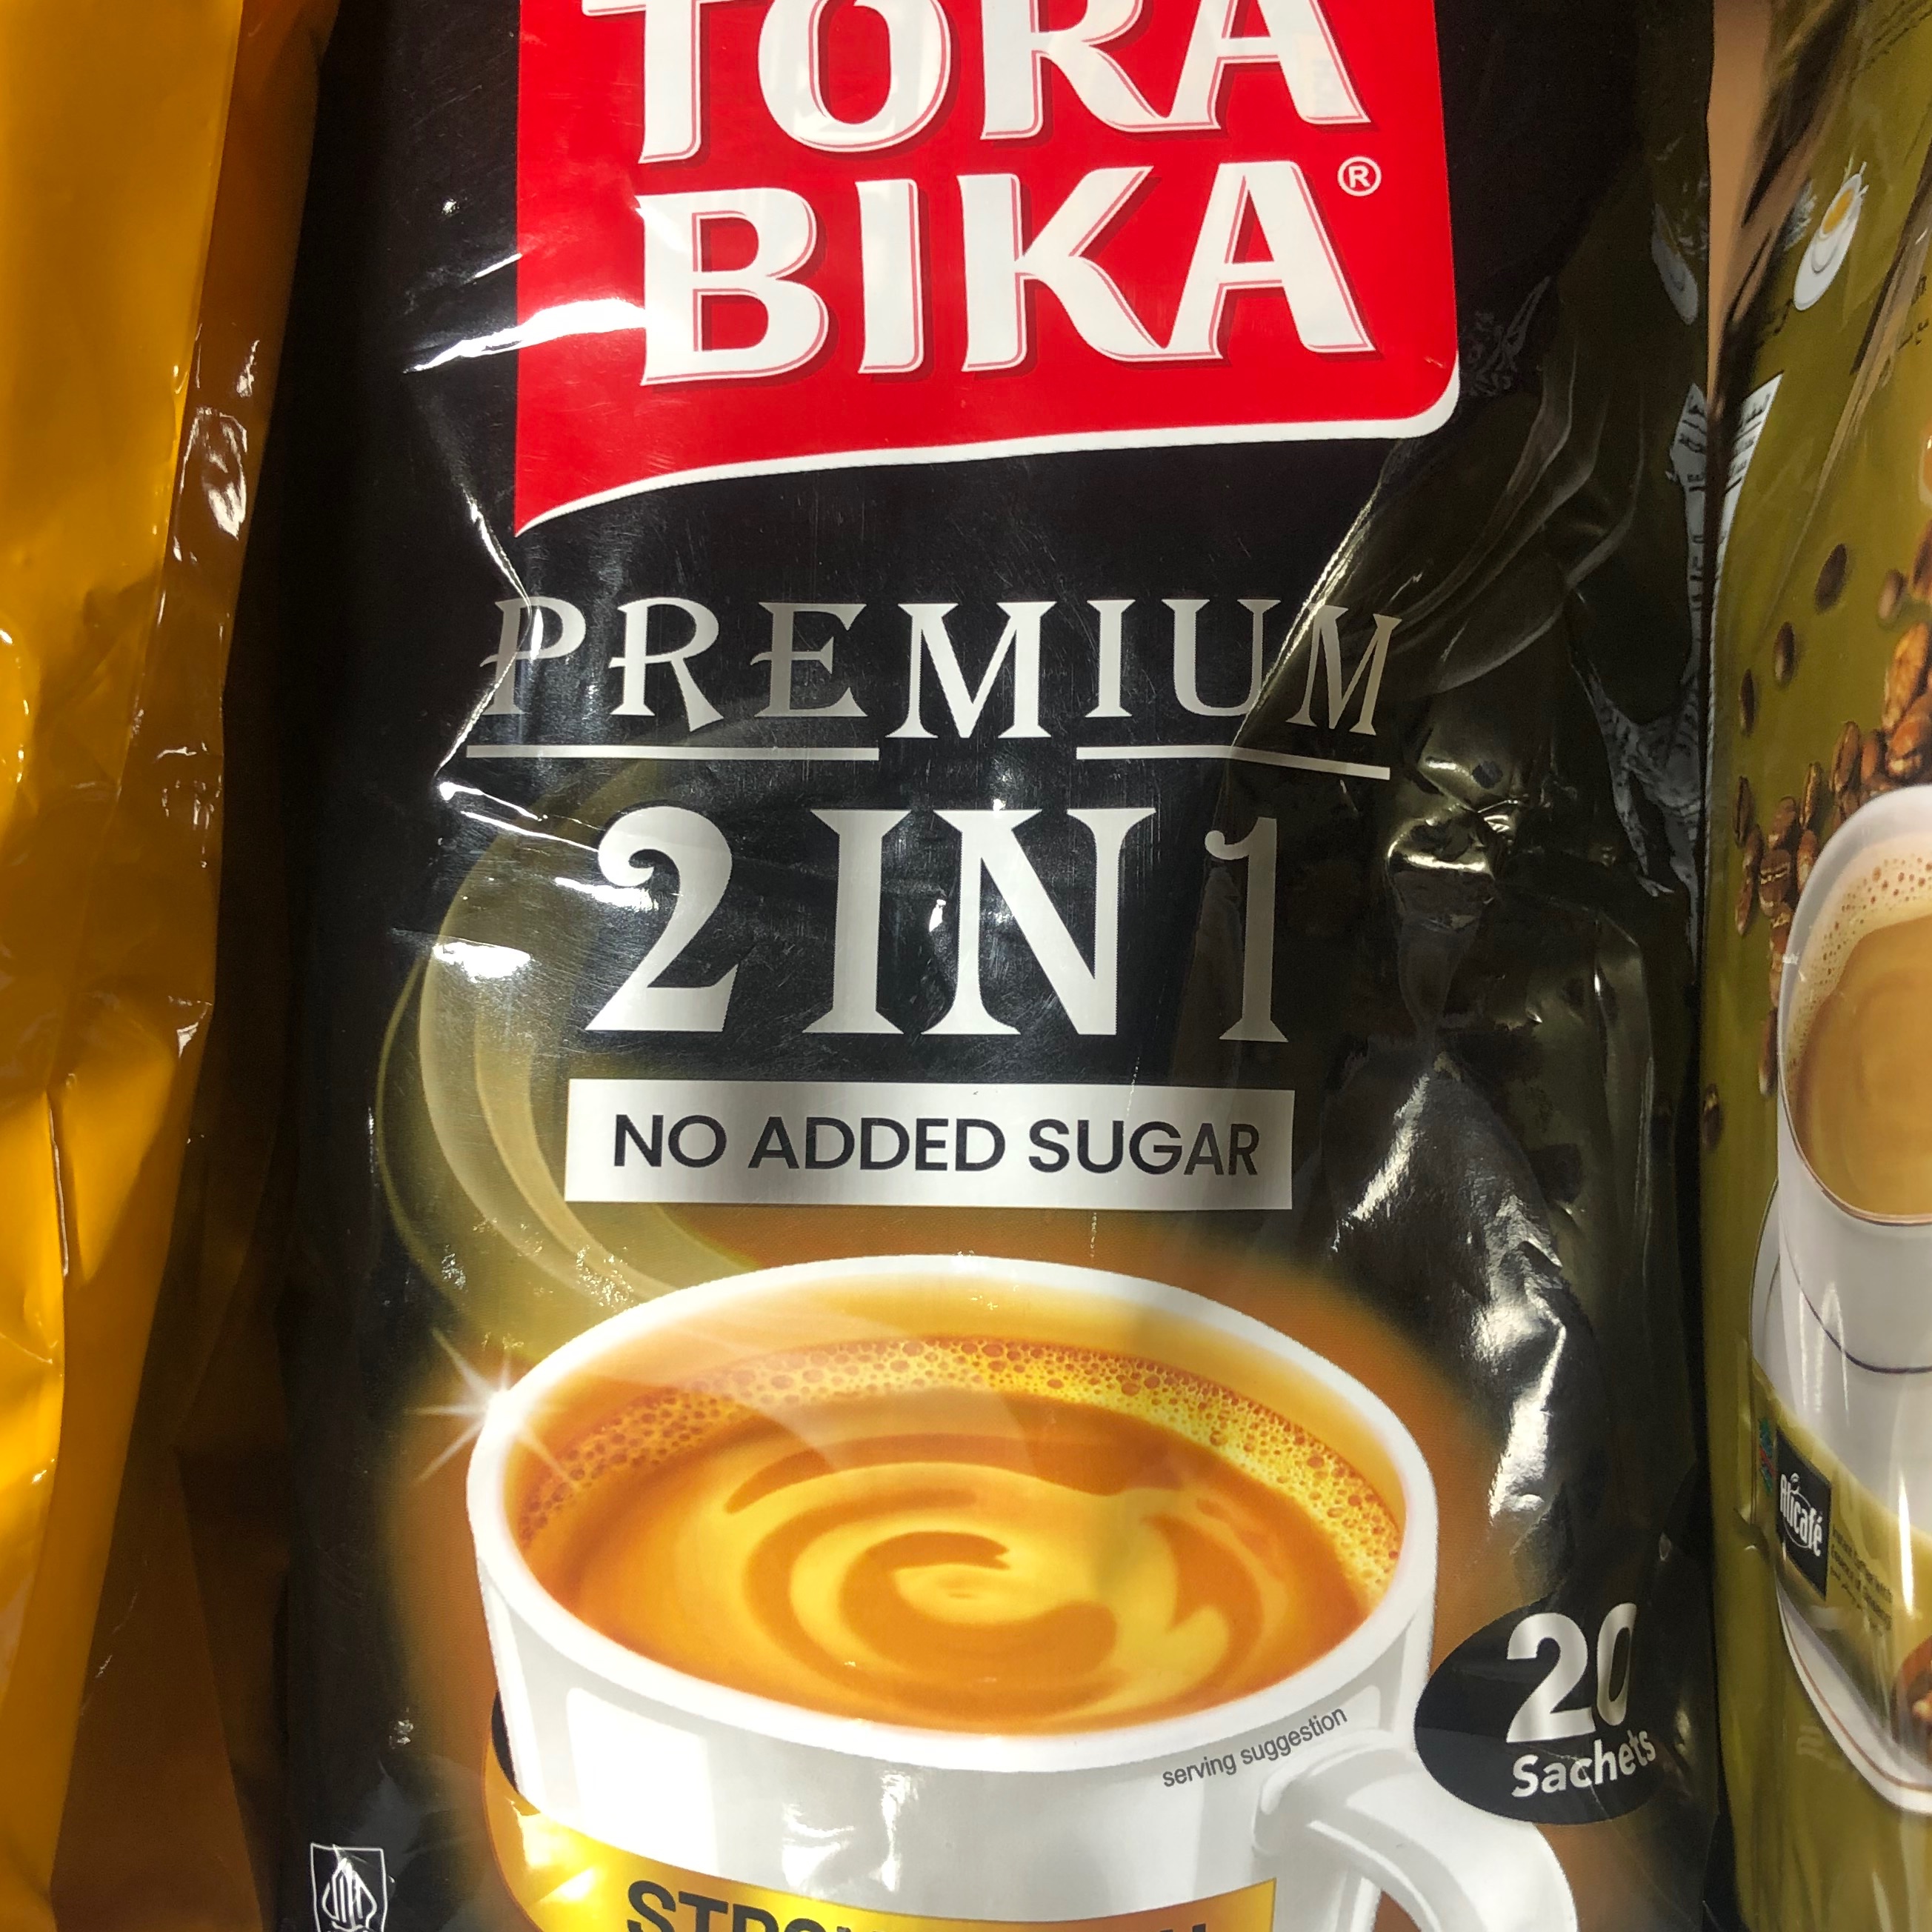 TORA
BIKA®
PREMIUM
2 IN 1
NO ADDED SUGAR
serving suggestion
20
Sachets
Alicafé